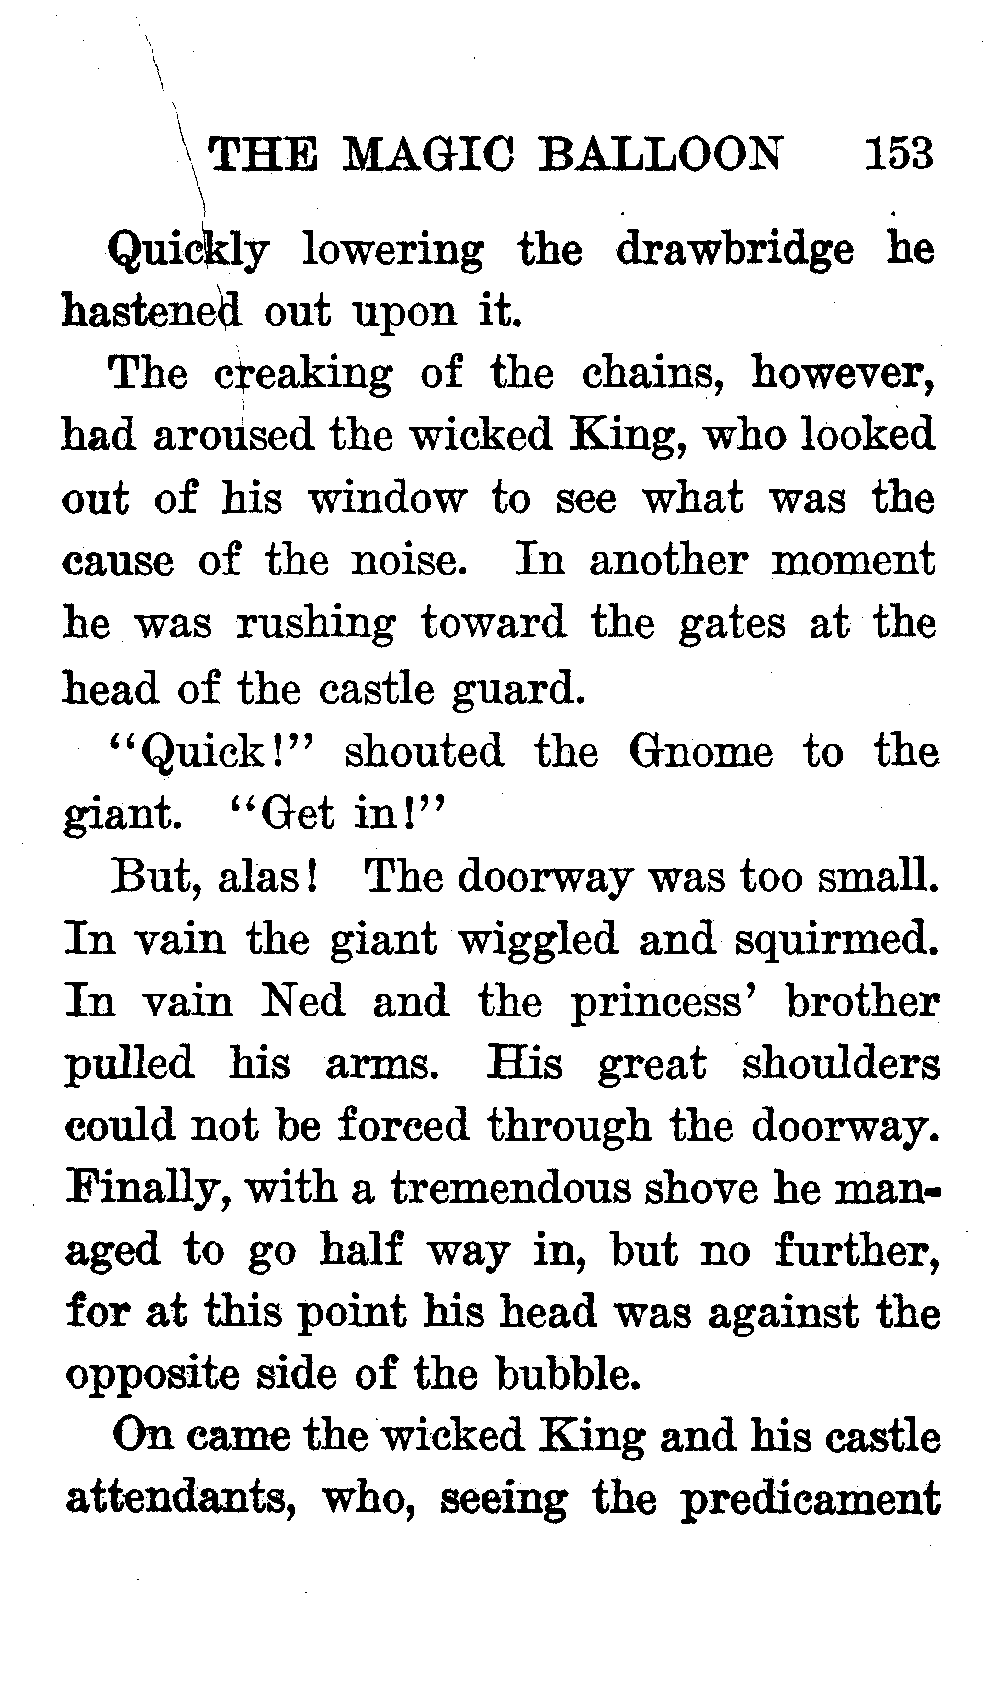 THE MAGIC BALLOON 153
Quickly lowering the drawbridge he
hastened out upon it.
The creaking of the chains, however,
had aroused the wicked King, who looked
out of his window to see what was the
cause of the noise. In another moment
he was rushing toward the gates at the
head of the castle guard.
"Quick!" shouted the Gnome to the
giant. "Get in!"
But, alas! The doorway was too small.
In vain the giant wiggled and squirmed.
In vain Ned and the princess' brother
pulled his arms. His great shoulders
could not be forced through the doorway.
Finally, with a tremendous shove he man-
aged to go half way in, but no further,
for at this point his head was against the
opposite side of the bubble.
On came the wicked King and his castle
attendants, who, seeing the predicament